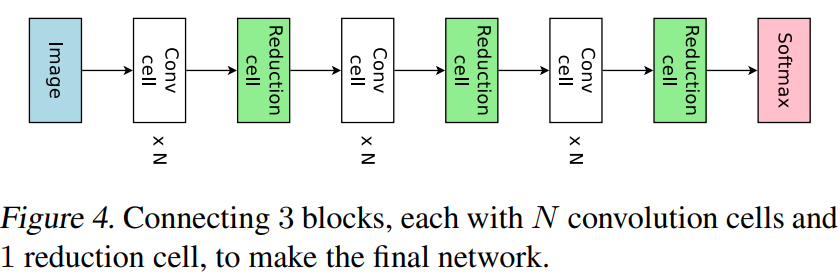 Image
Conv
cell
x N
Reduction
cell
Conv
cell
x N
Reduction
cell
Conv
cell
x N
Reduction
cell
Softmax
Figure 4. Connecting 3 blocks, each with N convolution cells and
1 reduction cell, to make the final network.